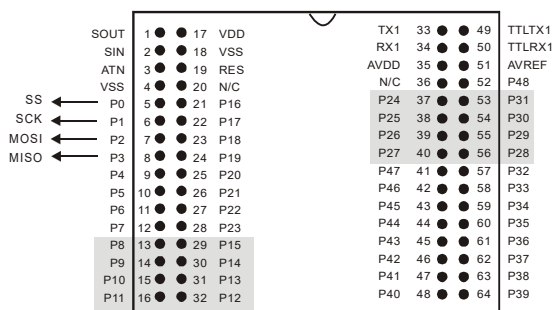 SOUT 1 17 VDD TX1 33 49 TTLTX1
SIN 2 18 VSS RX1 34 50 TTLRX1
ATN 3 19 RES AVDD 35 51 AVREF
VSS 4 20 N/C N/C 36 52 P48
SS P0 5 21 P16 P24 37 53 P31
SCK P1 6 22 P17 P25 38 54 P30
MOSI P2 7 23 P18 P26 39 55 P29
MISO P3 8 24 P19 P27 40 56 P28
P4 9 25 P20 P47 41 57 P32
P5 10 26 P21 P46 42 58 P33
P6 11 27 P22 P45 43 59 P34
P7 12 28 P23 P44 44 60 P35
P8 13 29 P15 P43 45 61 P36
P9 14 30 P14 P42 46 62 P37
P10 15 31 P13 P41 47 63 P38
P11 16 32 P12 P40 48 64 P39